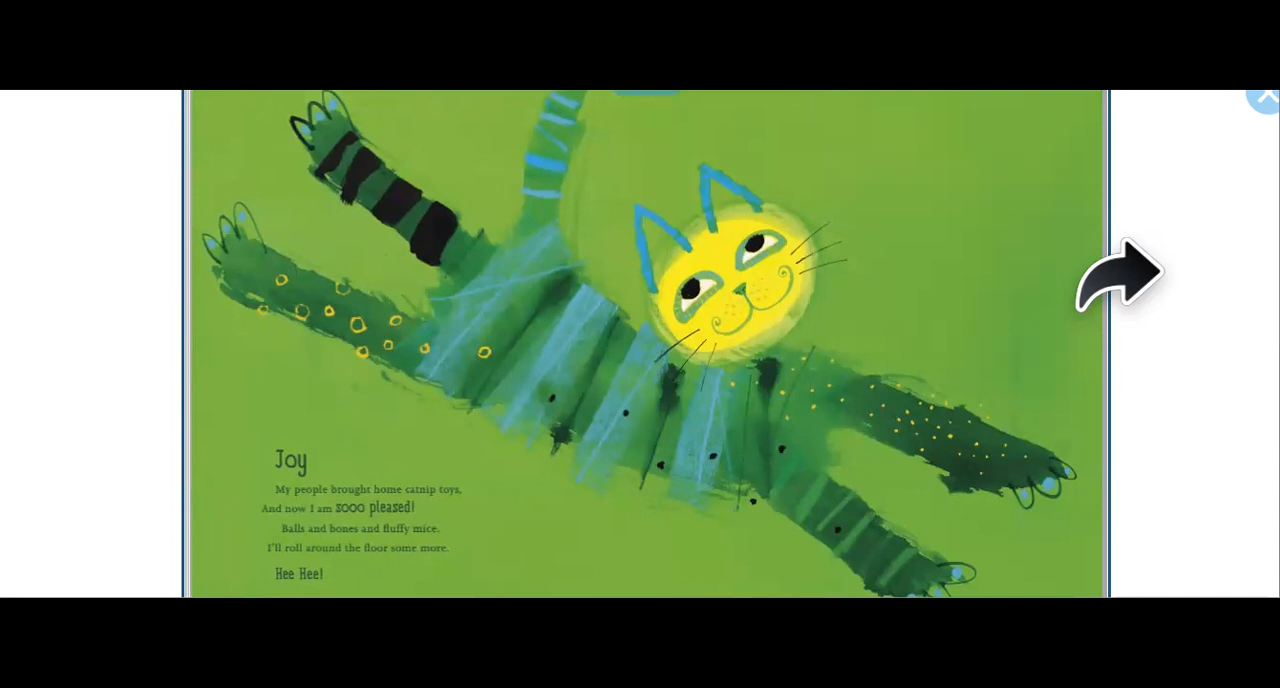 Joy
My people brought home catnip toys,
And now I am sooo pleased!
Balls and bones and fluffy mice.
I'll roll around the floor some more.
Hee Hee!